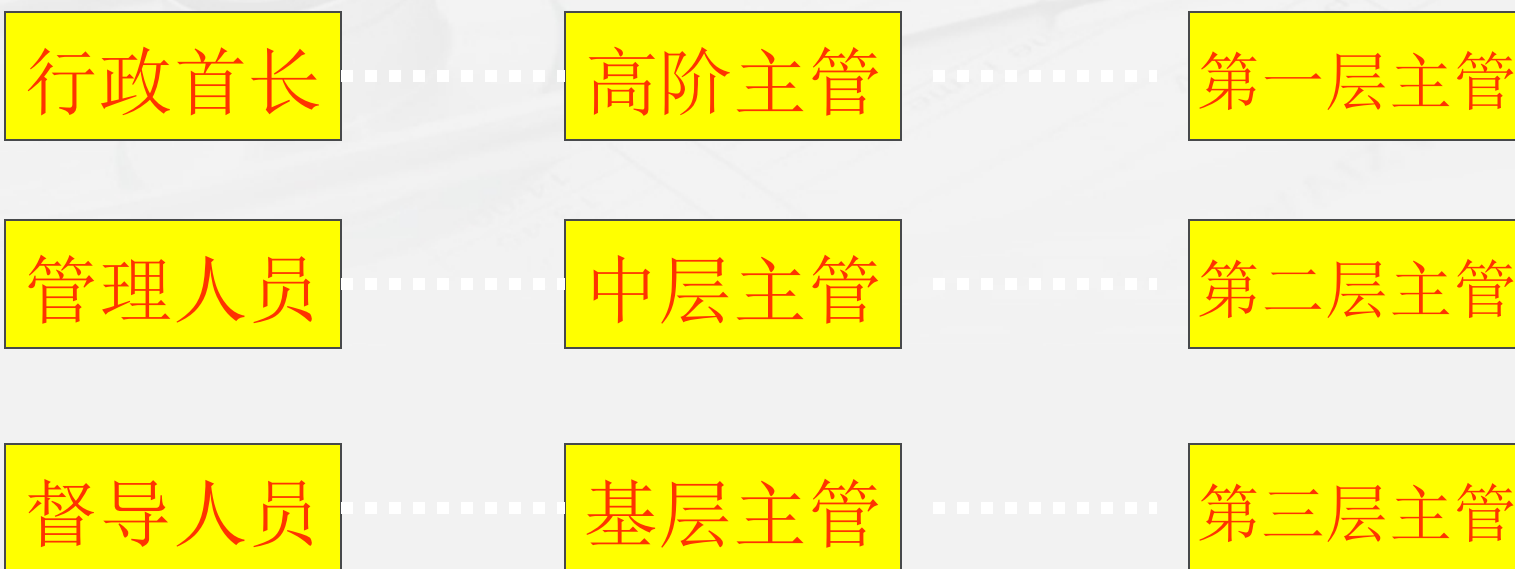 行政首长 高阶主管 第一层主管
管理人员 中层主管 第二层主管
督导人员 基层主管 第三层主管